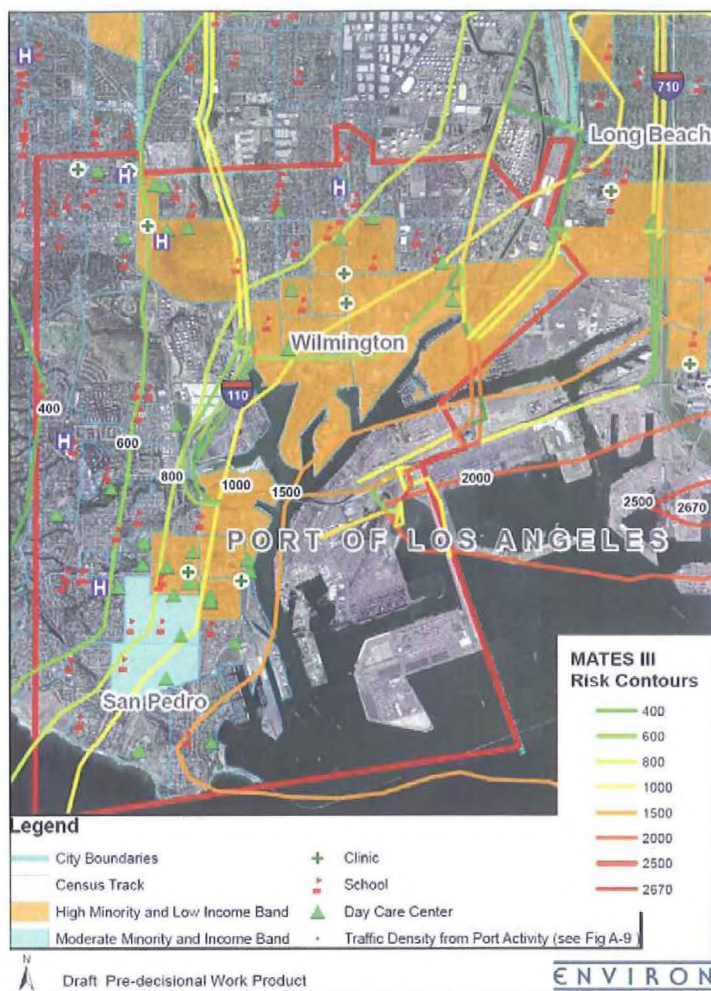 H
710
Long Beach
H
H
H
Wilmington
110
400
600
800
1000
1500
2000
2500
2670
H
PORT OF LOS ANGELES
H
San Pedro
MATES III
Risk Contours
400
600
800
1000
1500
2000
2500
2670
Legend
City Boundaries
Census Track
High Minority and Low Income Band
Moderate Minority and Income Band
Clinic
School
Day Care Center
Traffic Density from Port Activity (see Fig A-9 )
N
Draft Pre-decisional Work Product
ENVIRON